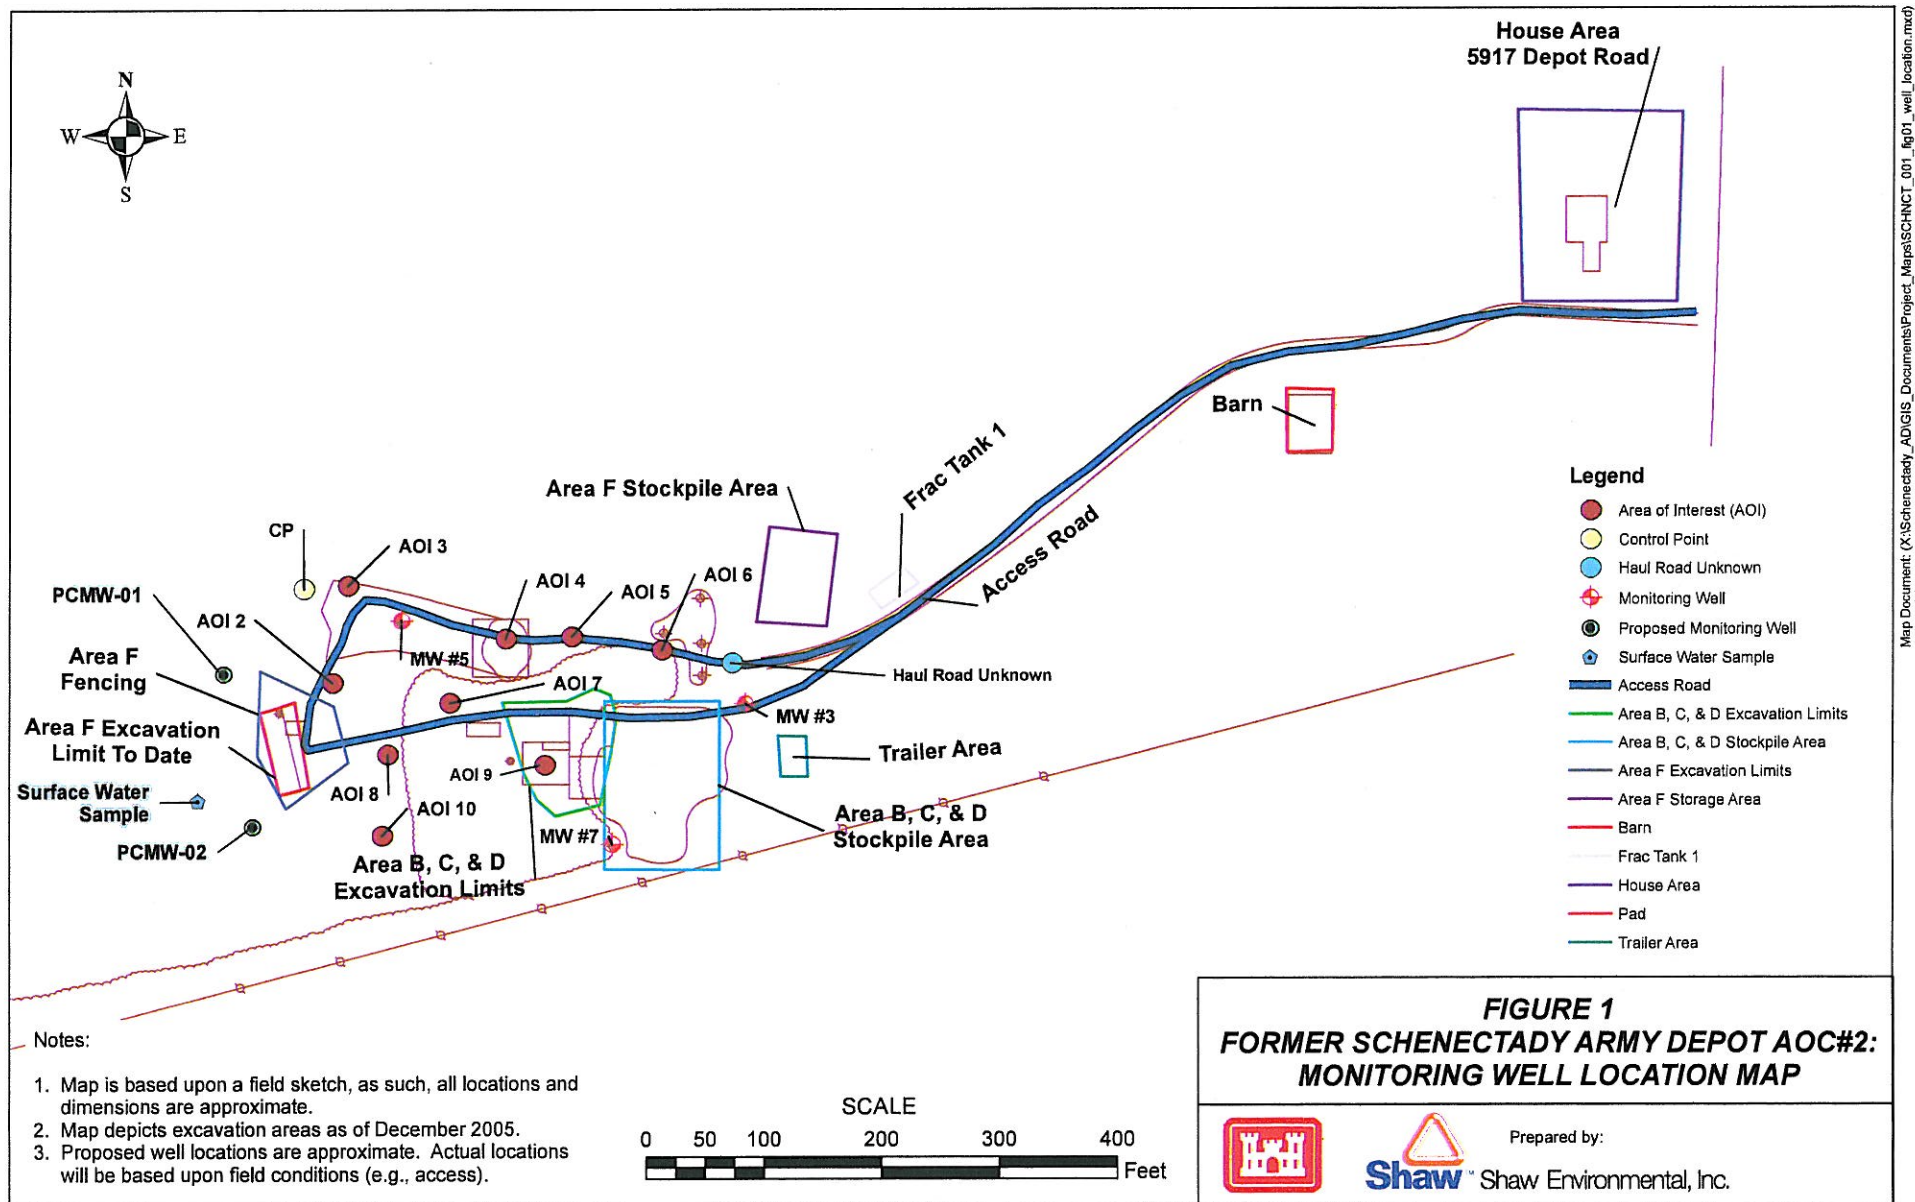 House Area
5917 Depot Road
N
W E
S
Barn
Frac Tank 1
Area F Stockpile Area
Access Road
CP
AOI 3
PCMW-01
AOI 2
AOI 4
AOI 5
AOI 6
MW #5
Area F
Fencing
Haul Road Unknown
AOI 7
MW #3
Area F Excavation
Limit To Date
Trailer Area
AOI 9
Surface Water
Sample
AOI 8
AOI 10
PCMW-02
MW #7
Area B, C, & D
Stockpile Area
Area B, C, & D
Excavation Limits
Legend
Area of Interest (AOI)
Control Point
Haul Road Unknown
Monitoring Well
Proposed Monitoring Well
Surface Water Sample
Access Road
Area B, C, & D Excavation Limits
Area B, C, & D Stockpile Area
Area F Excavation Limits
Area F Storage Area
Barn
Frac Tank 1
House Area
Pad
Trailer Area
Notes:
1. Map is based upon a field sketch, as such, all locations and
dimensions are approximate.
2. Map depicts excavation areas as of December 2005.
3. Proposed well locations are approximate. Actual locations
will be based upon field conditions (e.g., access).
SCALE
0 50 100 200 300 400
Feet
FIGURE 1
FORMER SCHENECTADY ARMY DEPOT AOC#2:
MONITORING WELL LOCATION MAP
Prepared by:
Shaw™ Shaw Environmental, Inc.
Map Document: (X:\Schenectady_AD\GIS_Documents\Project_Maps\SCHNCT_001_fig01_well_location.mxd)